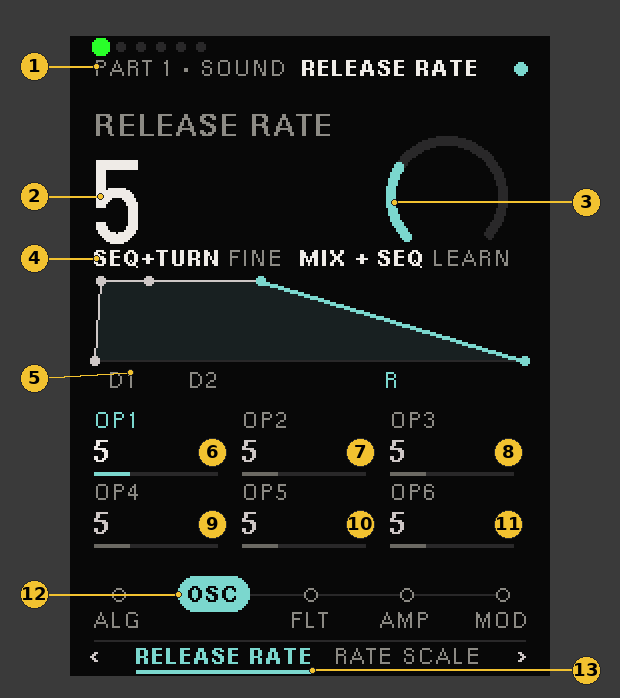 1 PART 1 · SOUND RELEASE RATE
RELEASE RATE
2 5 3
4 SEQ+TURN FINE MIX + SEQ LEARN
5 D1 D2 R
OP1 OP2 OP3
5 6 5 7 5 8
OP4 OP5 OP6
5 9 5 10 5 11
12 OSC
ALG FLT AMP MOD
‹ RELEASE RATE RATE SCALE ›
13